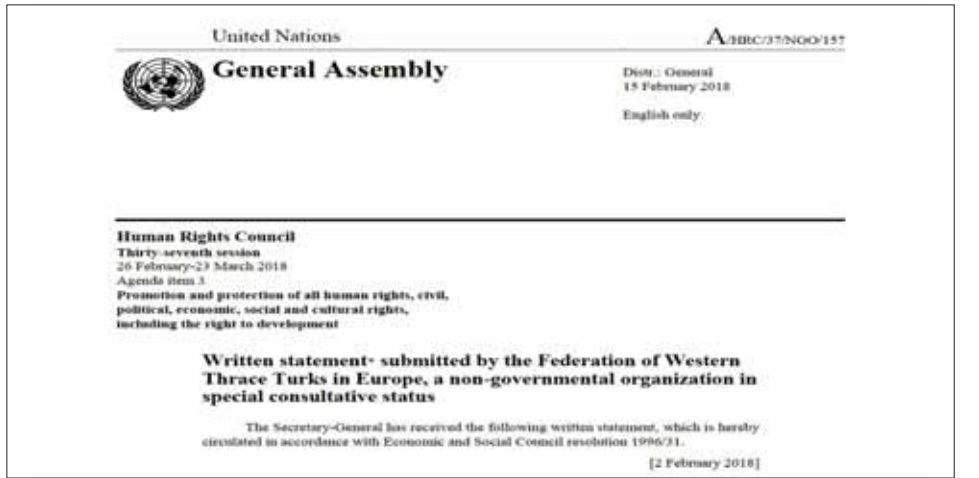 United Nations
A/HRC/37/NGO/157
General Assembly
Distr.: General
15 February 2018
English only
Human Rights Council
Thirty-seventh session
26 February-23 March 2018
Agenda item 3
Promotion and protection of all human rights, civil,
political, economic, social and cultural rights,
including the right to development
Written statement* submitted by the Federation of Western
Thrace Turks in Europe, a non-governmental organization in
special consultative status
The Secretary-General has received the following written statement, which is hereby
circulated in accordance with Economic and Social Council resolution 1996/31.
[2 February 2018]